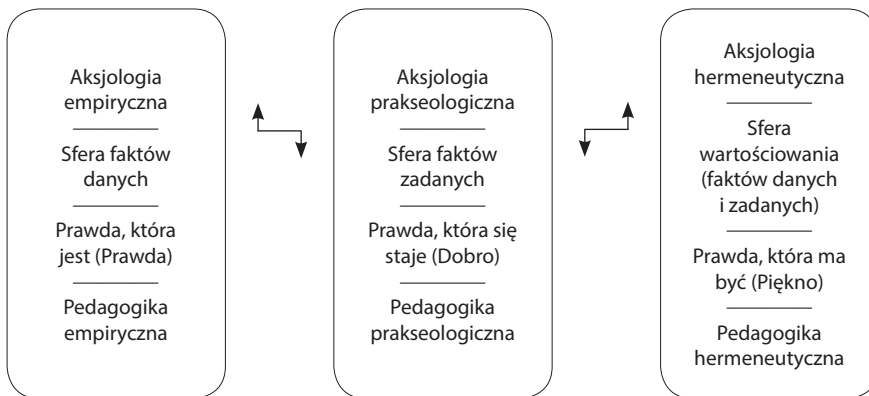 Aksjologia
empiryczna
Sfera faktów
danych
Prawda, która
jest (Prawda)
Pedagogika
empiryczna
Aksjologia
prakseologiczna
Sfera faktów
zadanych
Prawda, która się
staje (Dobro)
Pedagogika
prakseologiczna
Aksjologia
hermeneutyczna
Sfera
wartościowania
(faktów danych
i zadanych)
Prawda, która ma
być (Piękno)
Pedagogika
hermeneutyczna